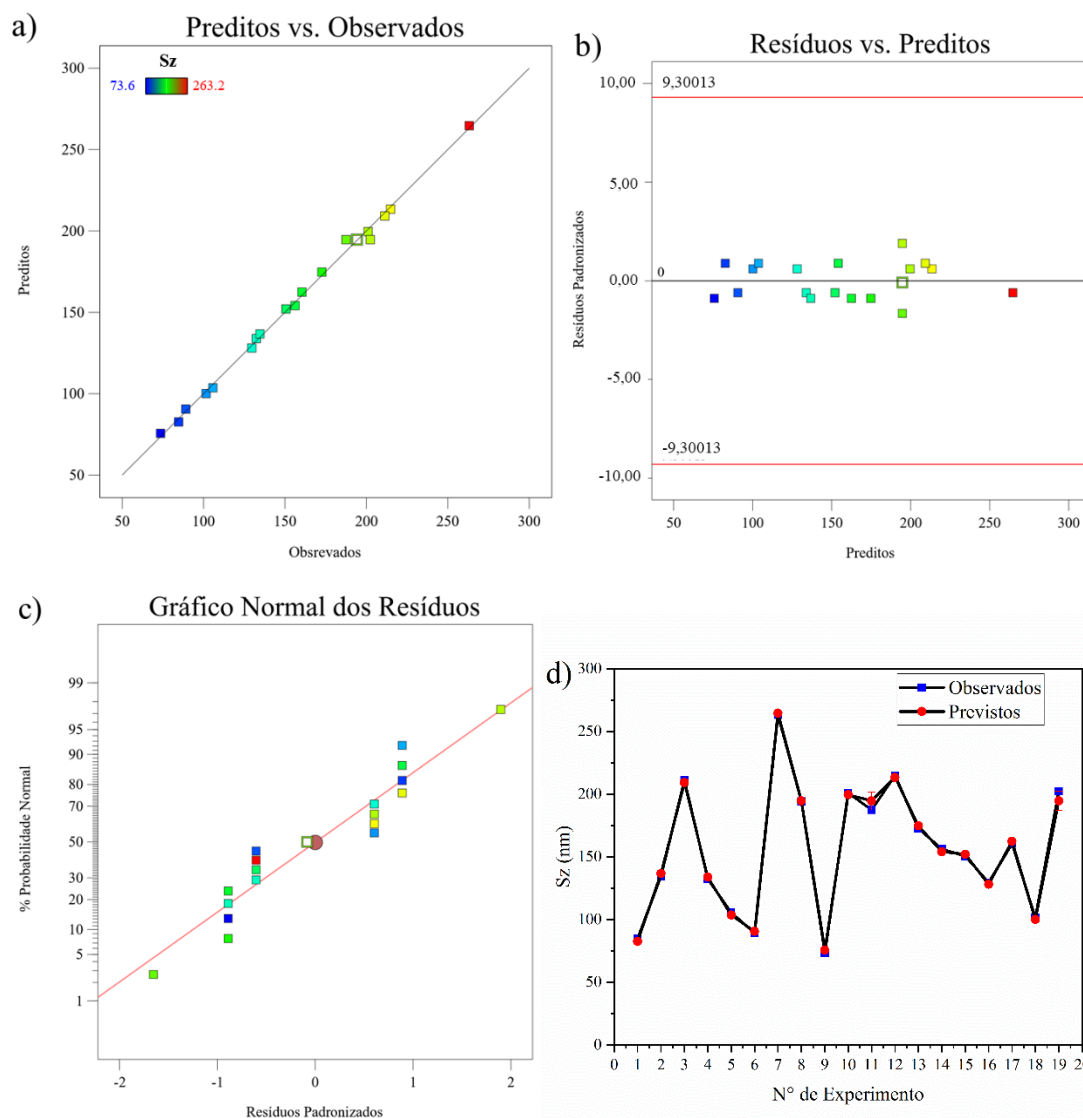 a)
Preditos vs. Observados
Sz
73.6
263.2
300
250
200
150
100
50
Preditos
50
100
150
200
250
300
Obsrevados
b)
Resíduos vs. Preditos
10,00
9,30013
5,00
0,00
0
-5,00
-9,30013
-10,00
Resíduos Padronizados
50
100
150
200
250
300
Preditos
c)
Gráfico Normal dos Resíduos
99
95
90
80
70
50
30
20
10
5
1
% Probabilidade Normal
-2
-1
0
1
2
Resíduos Padronizados
d)
Observados
Previstos
300
250
200
150
100
50
0
Sz (nm)
0 1 2 3 4 5 6 7 8 9 10 11 12 13 14 15 16 17 18 19 20
N° de Experimento